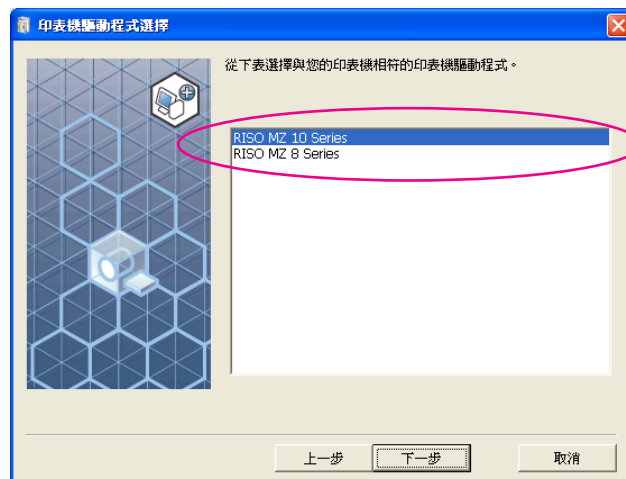 印表機驅動程式選擇
從下表選擇與您的印表機相符的印表機驅動程式。
RISO MZ 10 Series
RISO MZ 8 Series
上一步
下一步
取消